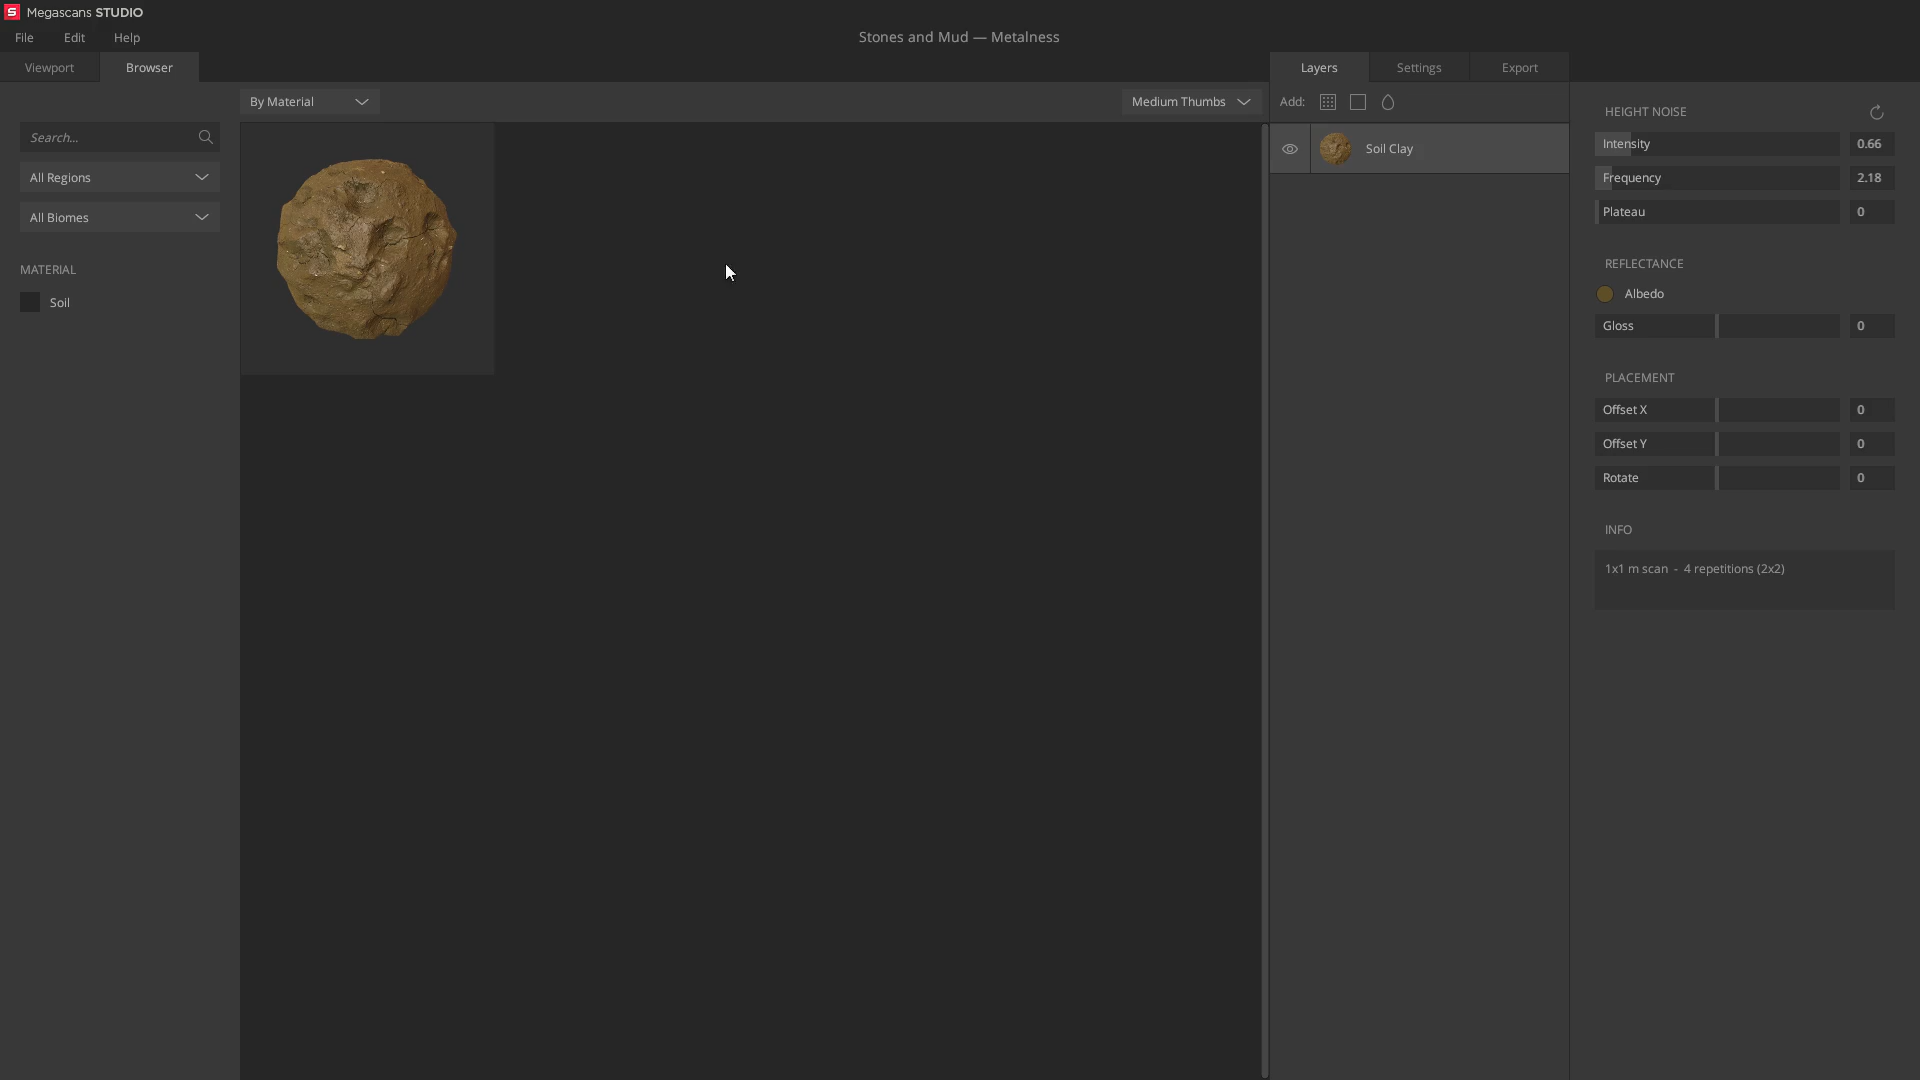 Megascans STUDIO
File Edit Help
Stones and Mud — Metalness
Viewport Browser
Layers Settings Export
By Material
Medium Thumbs
Add:
Search...
All Regions
All Biomes
MATERIAL
Soil
Soil Clay
HEIGHT NOISE
Intensity 0.66
Frequency 2.18
Plateau 0
REFLECTANCE
Albedo
Gloss 0
PLACEMENT
Offset X 0
Offset Y 0
Rotate 0
INFO
1x1 m scan - 4 repetitions (2x2)